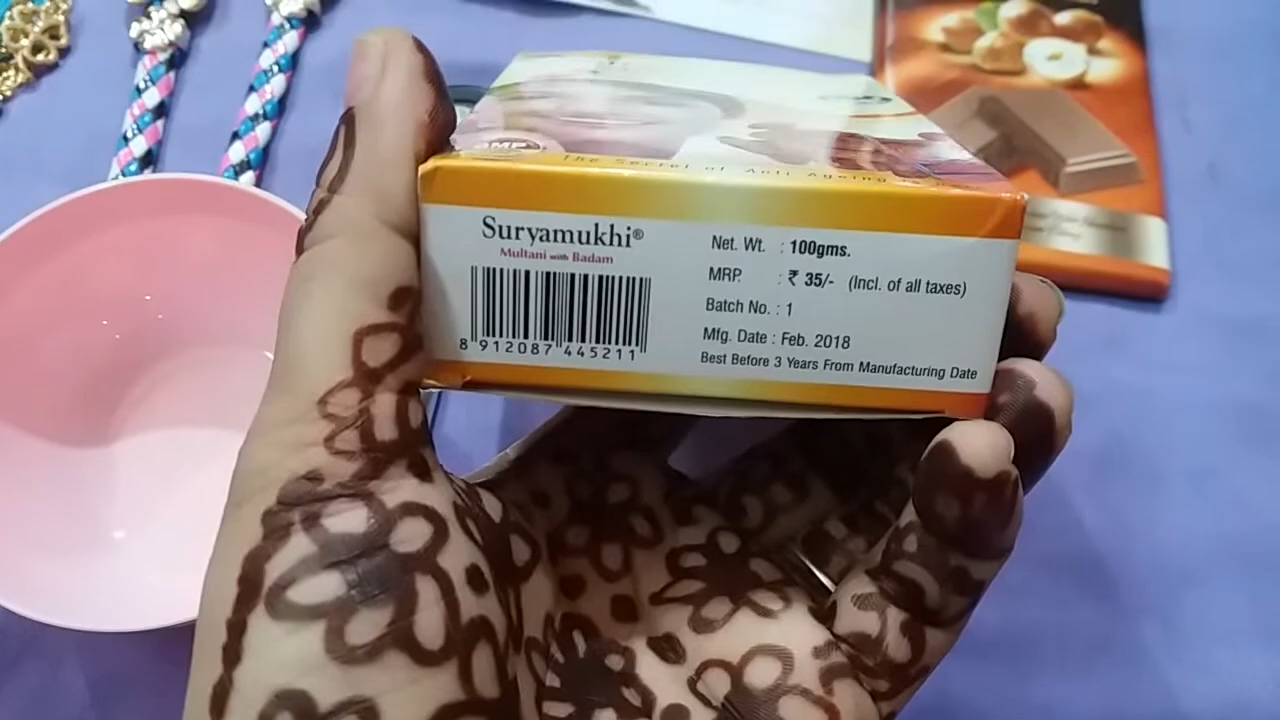 GMP
The Secret of Anti Ageing
Suryamukhi®
Multani with Badam
8 912087 445211
Net. Wt. : 100gms.
MRP. : ₹ 35/- (Incl. of all taxes)
Batch No. : 1
Mfg. Date : Feb. 2018
Best Before 3 Years From Manufacturing Date